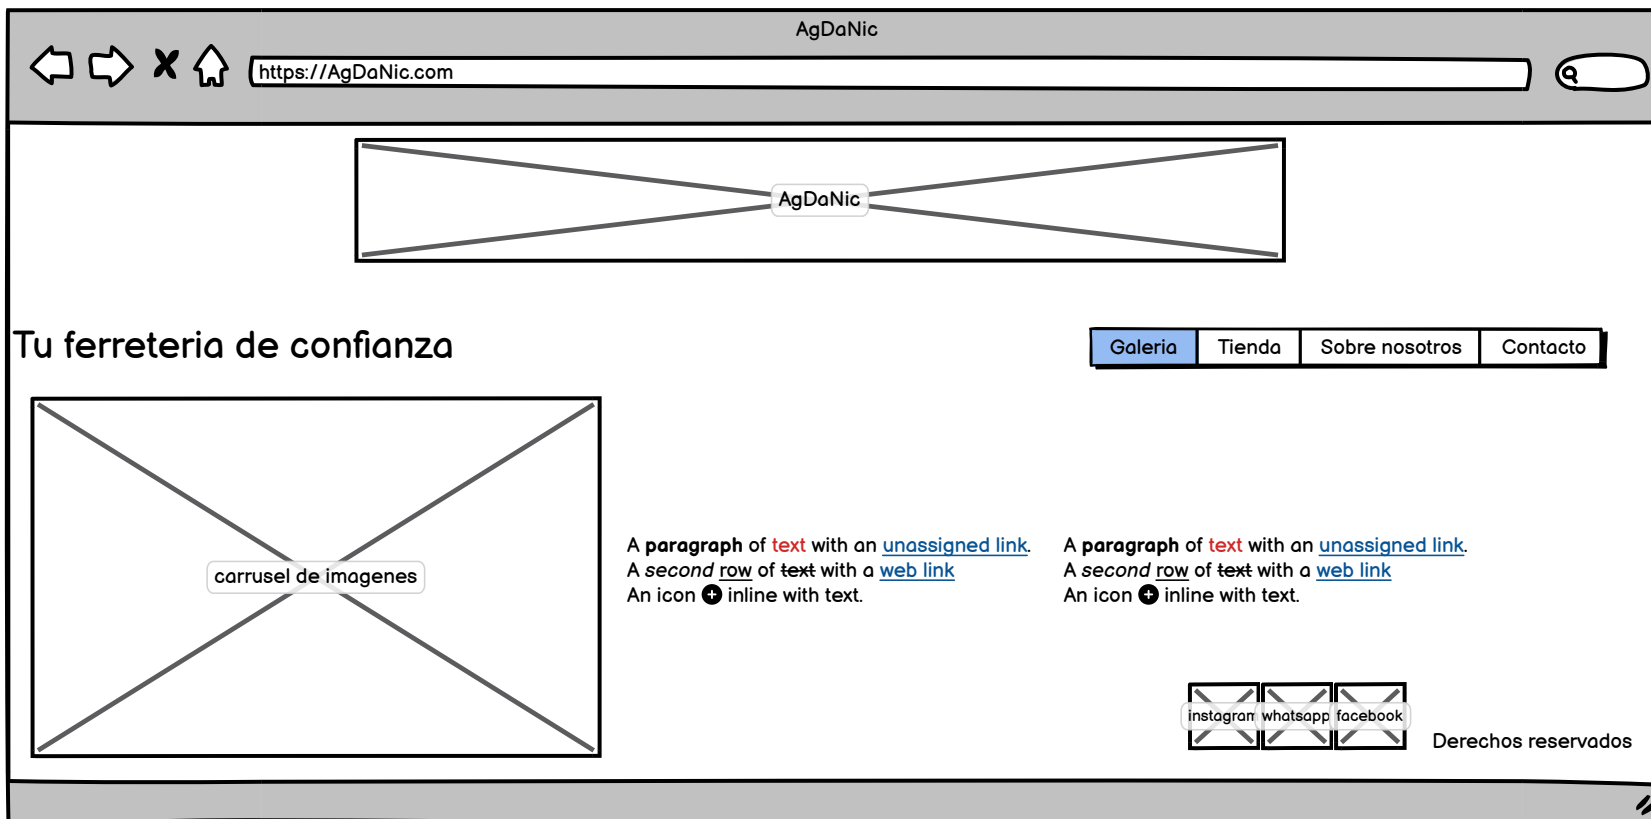 AgDaNic
https://AgDaNic.com
AgDaNic
Tu ferreteria de confianza
Galeria Tienda Sobre nosotros Contacto
carrusel de imagenes
A paragraph of text with an unassigned link.
A second row of text with a web link
An icon inline with text.
A paragraph of text with an unassigned link.
A second row of text with a web link
An icon inline with text.
instagram whatsapp facebook
Derechos reservados